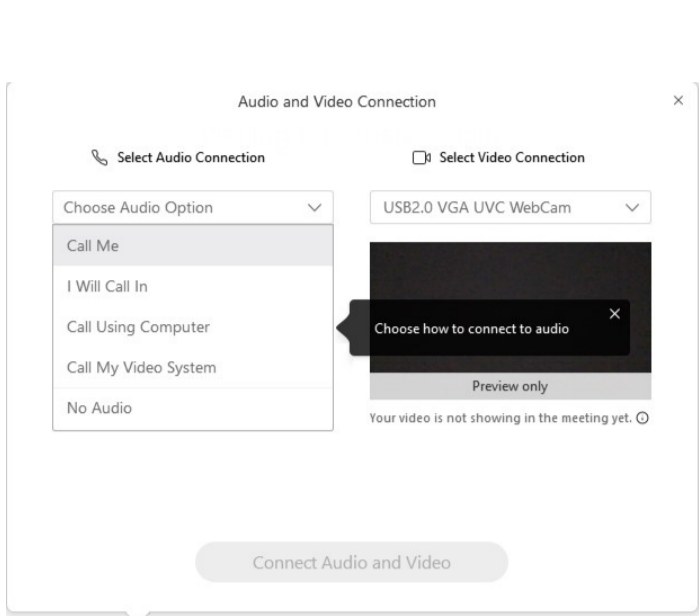 Audio and Video Connection
Select Audio Connection
Select Video Connection
Choose Audio Option
USB2.0 VGA UVC WebCam
Call Me
I Will Call In
Call Using Computer
Choose how to connect to audio
Call My Video System
Preview only
No Audio
Your video is not showing in the meeting yet.
Connect Audio and Video